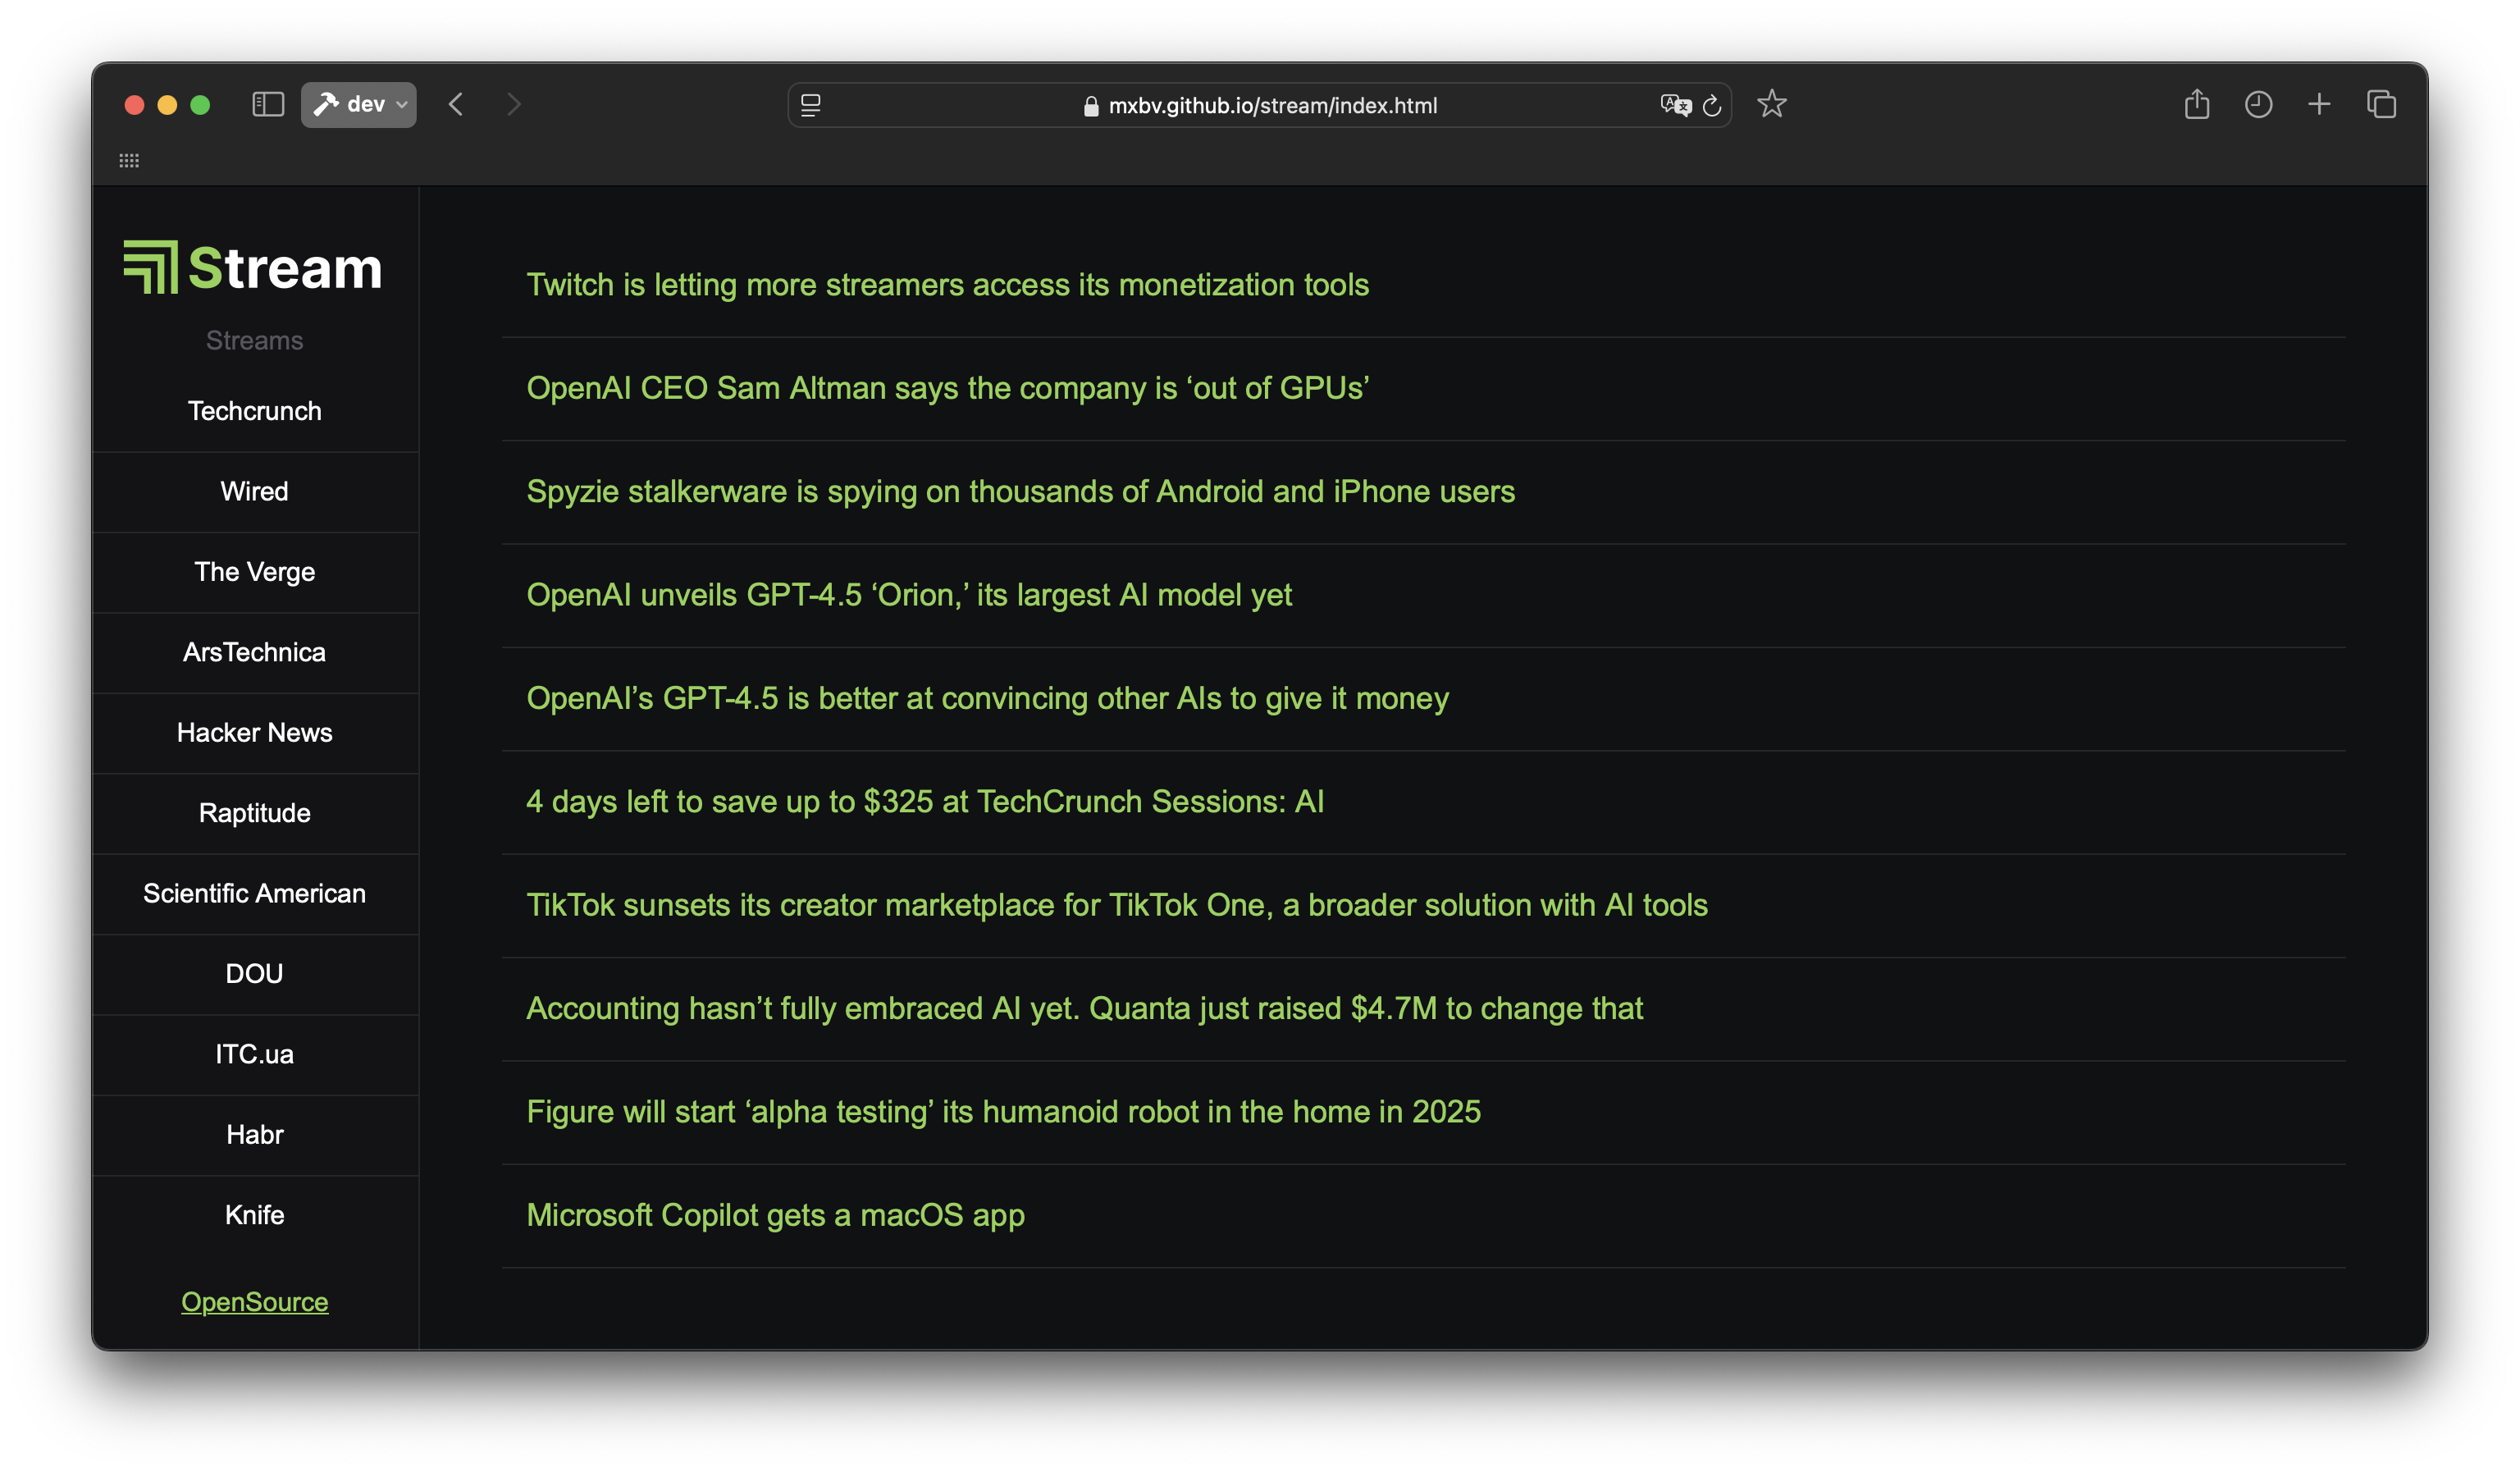 dev
mxbv.github.io/stream/index.html
Stream
Streams
Techcrunch
Wired
The Verge
ArsTechnica
Hacker News
Raptitude
Scientific American
DOU
ITC.ua
Habr
Knife
OpenSource
Twitch is letting more streamers access its monetization tools
OpenAI CEO Sam Altman says the company is ‘out of GPUs’
Spyzie stalkerware is spying on thousands of Android and iPhone users
OpenAI unveils GPT-4.5 ‘Orion,’ its largest AI model yet
OpenAI’s GPT-4.5 is better at convincing other AIs to give it money
4 days left to save up to $325 at TechCrunch Sessions: AI
TikTok sunsets its creator marketplace for TikTok One, a broader solution with AI tools
Accounting hasn’t fully embraced AI yet. Quanta just raised $4.7M to change that
Figure will start ‘alpha testing’ its humanoid robot in the home in 2025
Microsoft Copilot gets a macOS app